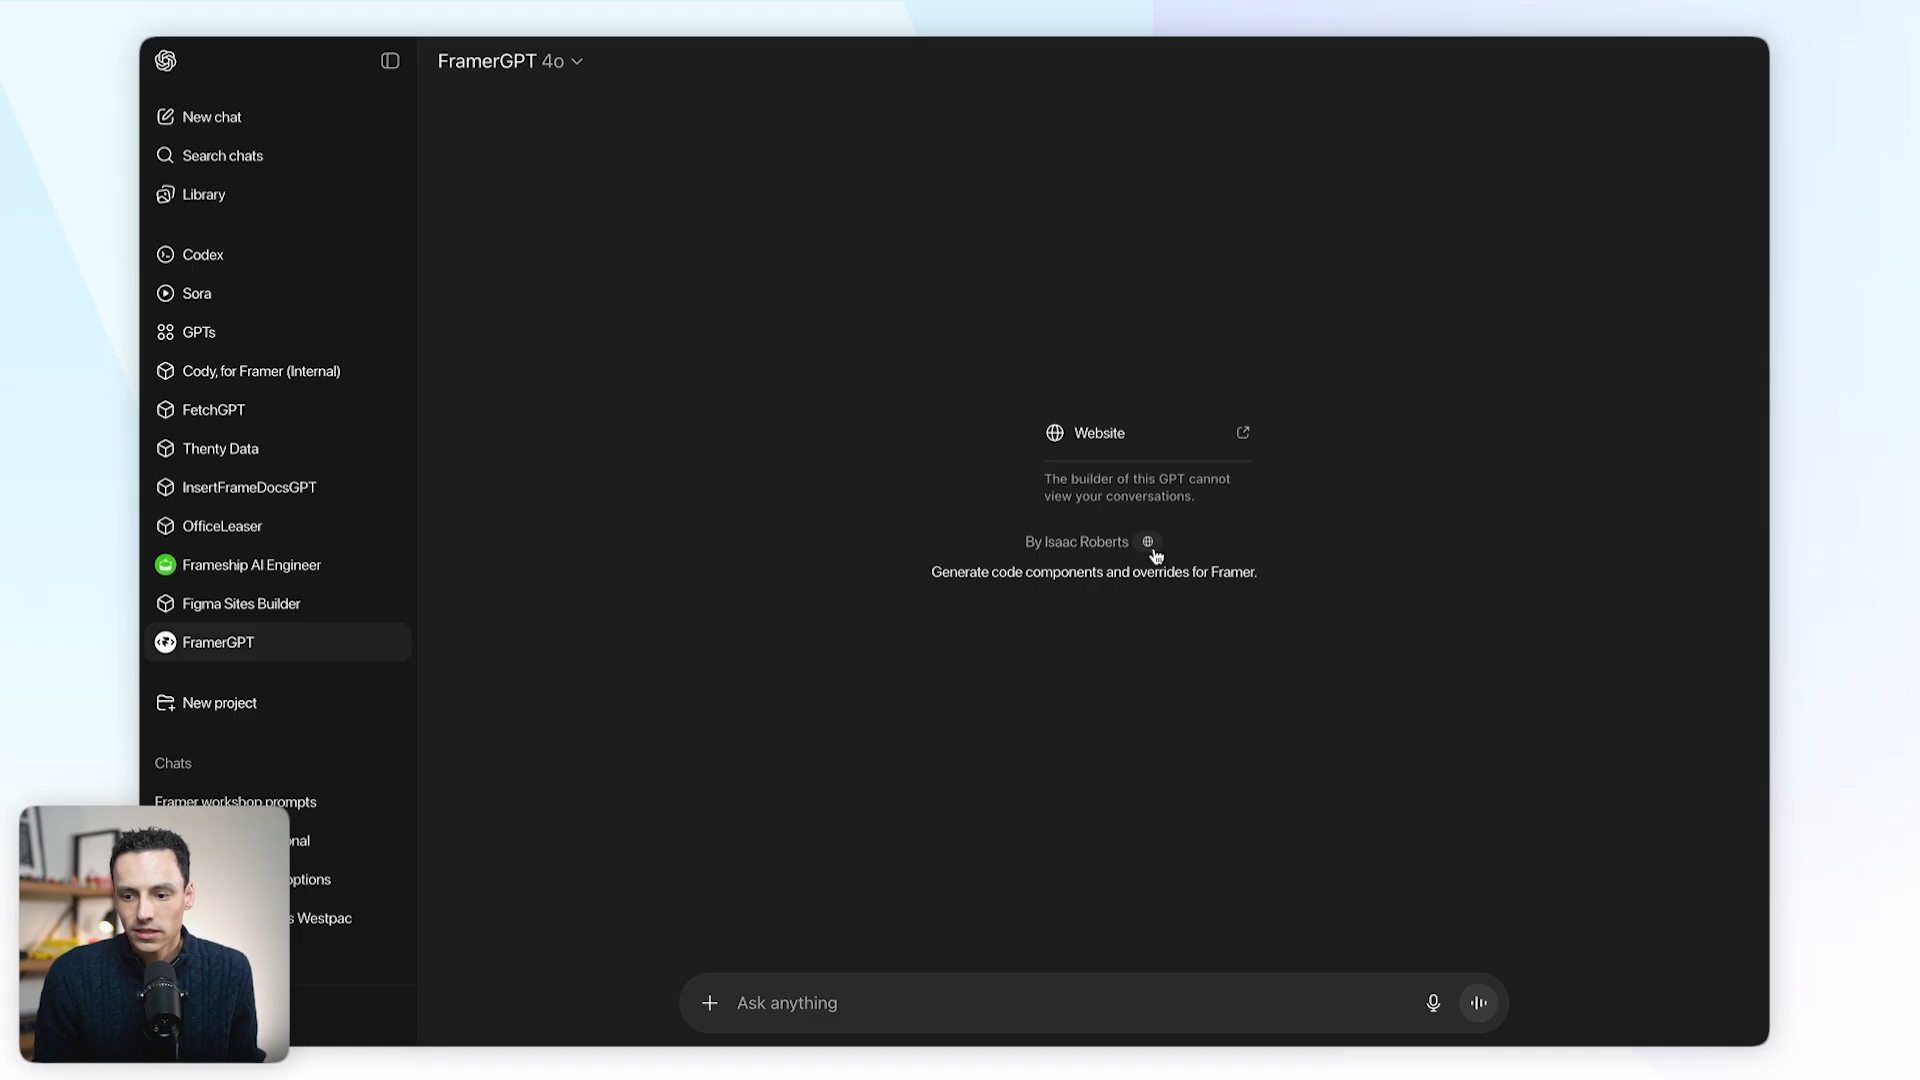 FramerGPT 4o
New chat
Search chats
Library
Codex
Sora
GPTs
Cody, for Framer (Internal)
FetchGPT
Thenty Data
InsertFrameDocsGPT
OfficeLeaser
Frameship AI Engineer
Figma Sites Builder
FramerGPT
New project
Chats
Framer workshop prompts
onal
options
s Westpac
Website
The builder of this GPT cannot
view your conversations.
By Isaac Roberts
Generate code components and overrides for Framer.
Ask anything